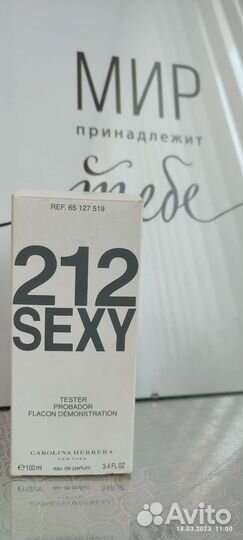 МИР
принадлежит
тебе
REF. 65 127 519
212
SEXY
TESTER
PROBADOR
FLACON DÉMONSTRATION
CAROLINA HERRERA
NEW YORK
℮100ml eau de parfum 3.4 FL.OZ
Avito
18.03.2023 11:00